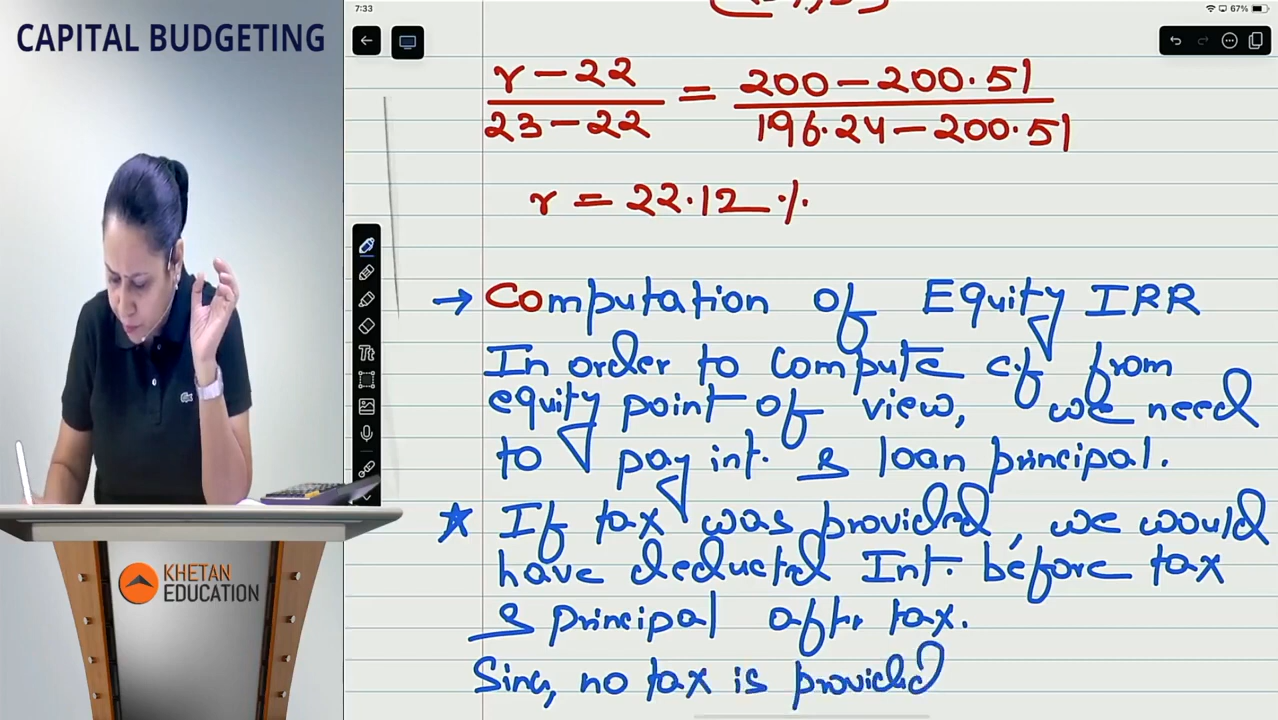 CAPITAL BUDGETING
7:33
67%
r - 22 / 23 - 22 = 200 - 200.51 / 196.24 - 200.51
r = 22.12 %
→ Computation of Equity IRR
In order to compute c.f from
equity point of view, we need
to pay int. & loan principal.
★ If tax was provided, we would
have deducted Int. before tax
& principal aftr tax.
Since, no tax is provided
Tt
KHETAN
EDUCATION